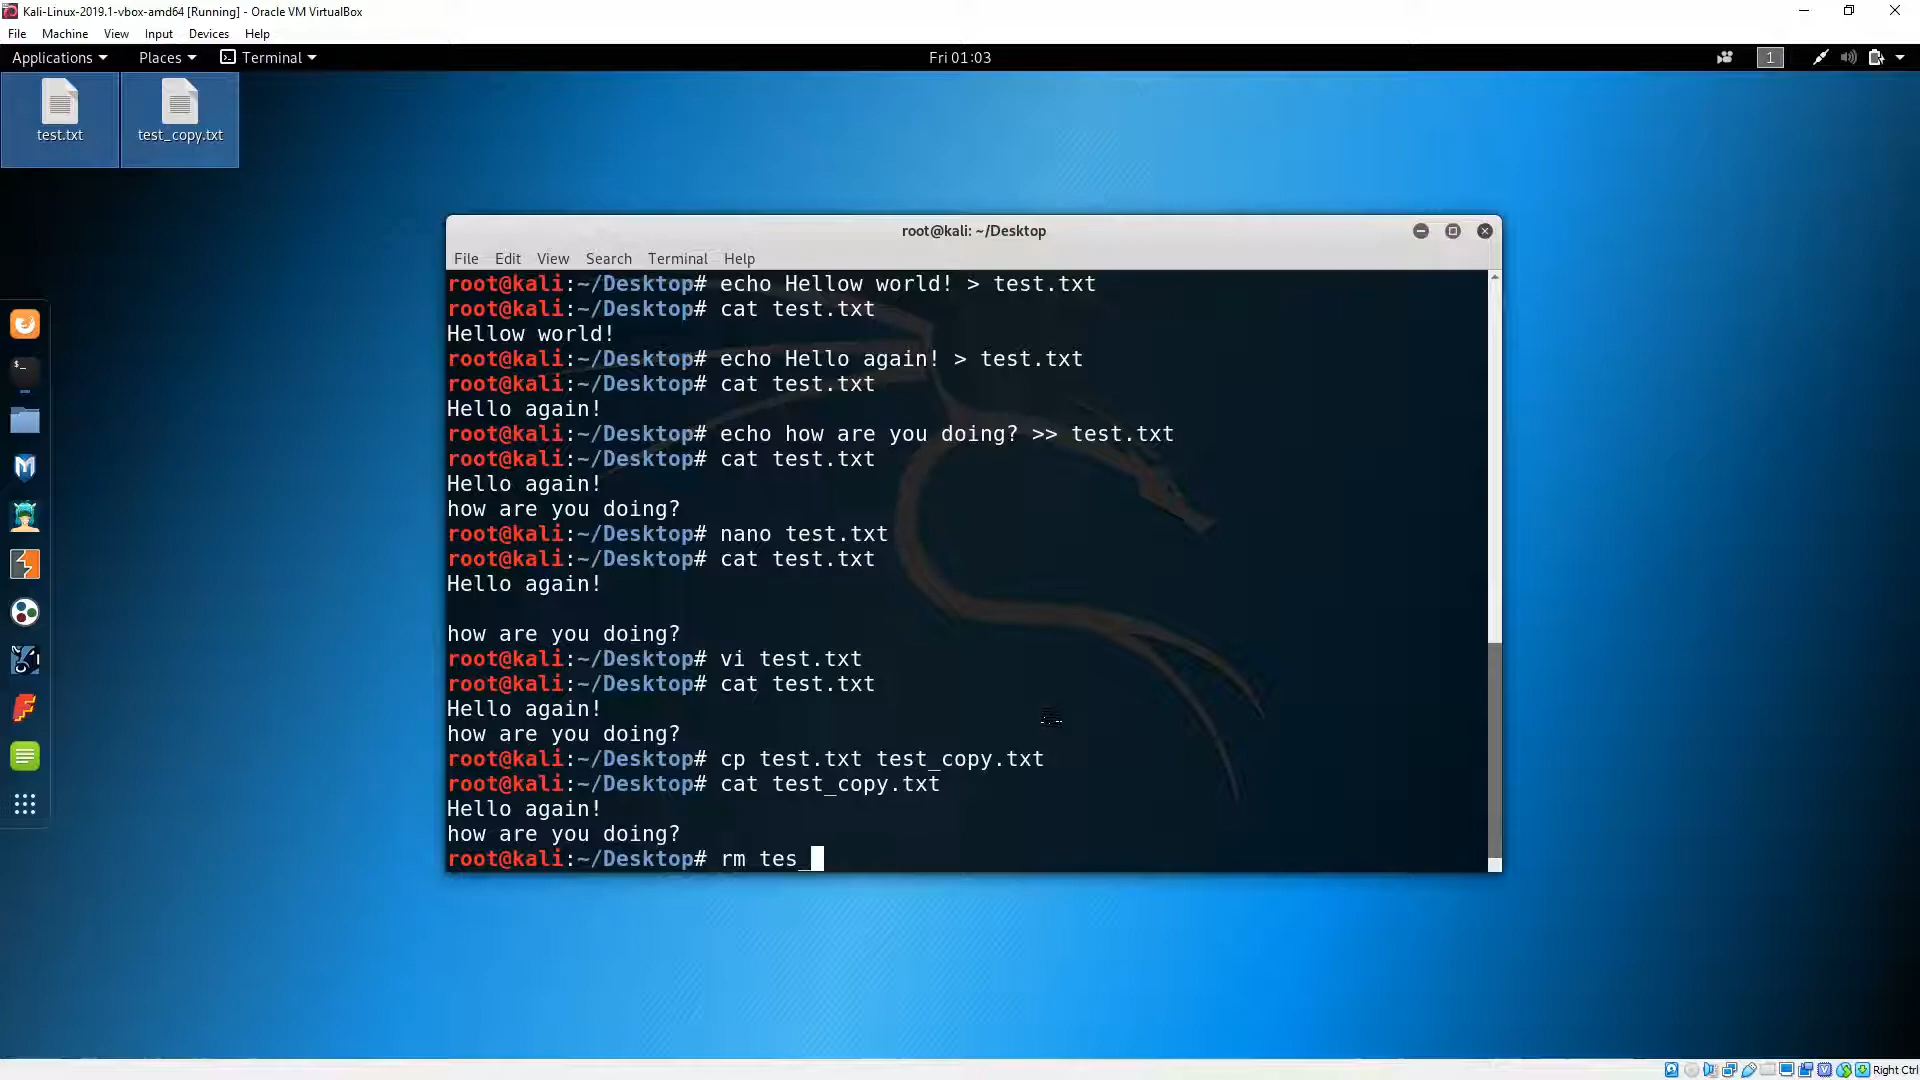 Kali-Linux-2019.1-vbox-amd64 [Running] - Oracle VM VirtualBox
File Machine View Input Devices Help
Applications Places Terminal Fri 01:03 1
test.txt test_copy.txt
root@kali: ~/Desktop
File Edit View Search Terminal Help
root@kali:~/Desktop# echo Hellow world! > test.txt
root@kali:~/Desktop# cat test.txt
Hellow world!
root@kali:~/Desktop# echo Hello again! > test.txt
root@kali:~/Desktop# cat test.txt
Hello again!
root@kali:~/Desktop# echo how are you doing? >> test.txt
root@kali:~/Desktop# cat test.txt
Hello again!
how are you doing?
root@kali:~/Desktop# nano test.txt
root@kali:~/Desktop# cat test.txt
Hello again!

how are you doing?
root@kali:~/Desktop# vi test.txt
root@kali:~/Desktop# cat test.txt
Hello again!
how are you doing?
root@kali:~/Desktop# cp test.txt test_copy.txt
root@kali:~/Desktop# cat test_copy.txt
Hello again!
how are you doing?
root@kali:~/Desktop# rm tes_
Right Ctrl